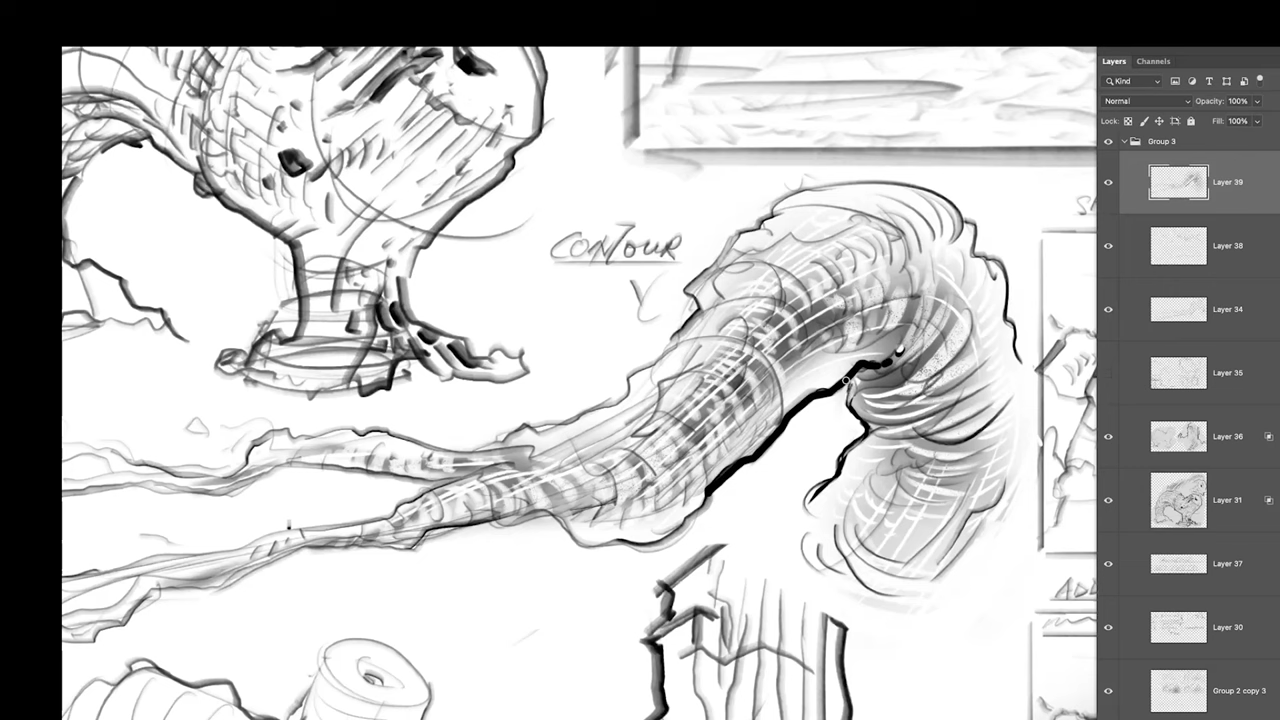 Layers Channels
Kind
Normal Opacity: 100%
Lock: Fill: 100%
Group 3
Layer 39
Layer 38
CONTOUR
Layer 34
Layer 35
Layer 36
Layer 31
Layer 37
Layer 30
Group 2 copy 3